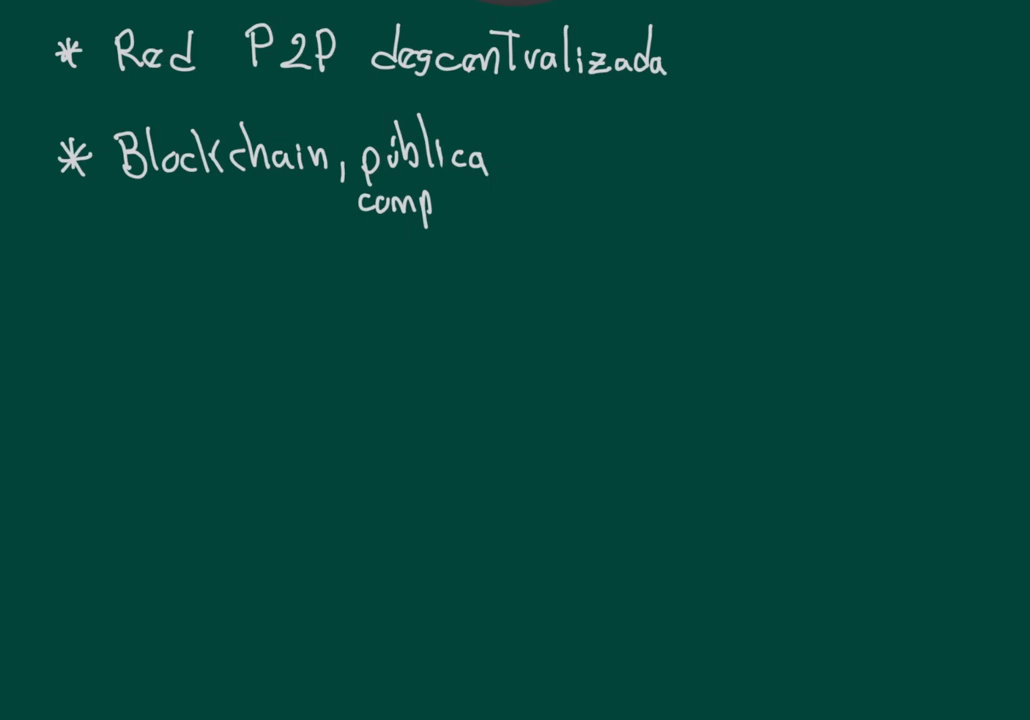 * Red P2P descentralizada
* Blockchain, pública
comp